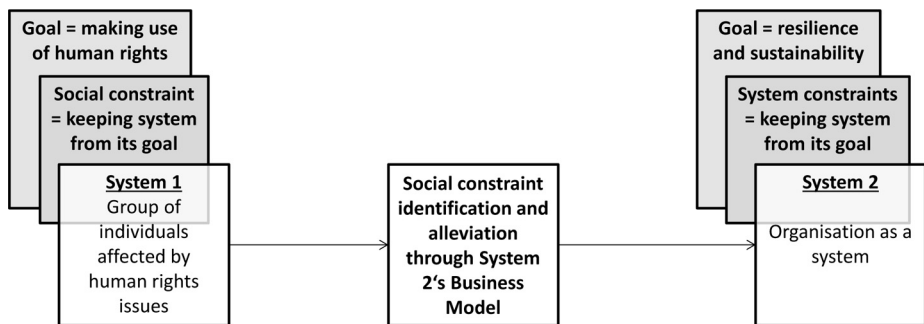 Goal = making use
of human rights
Social constraint
= keeping system
from its goal
System 1
Group of
individuals
affected by
human rights
issues
Social constraint
identification and
alleviation
through System
2‘s Business
Model
Goal = resilience
and sustainability
System constraints
= keeping system
from its goal
System 2
Organisation as a
system